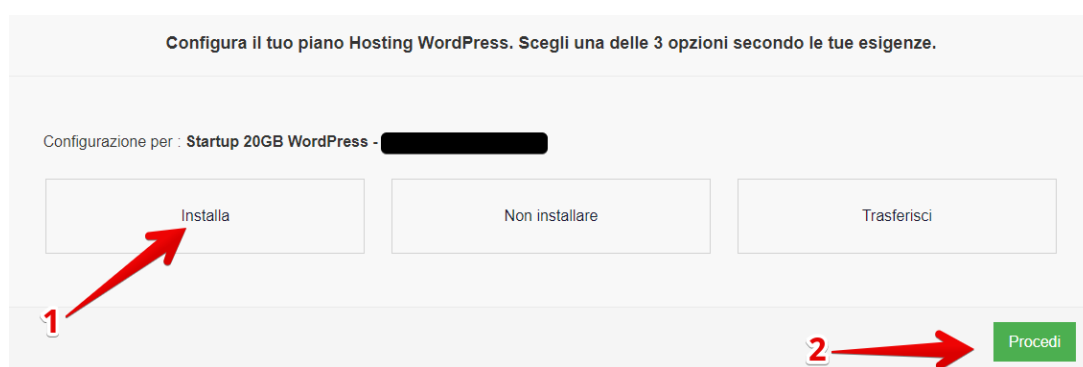 Configura il tuo piano Hosting WordPress. Scegli una delle 3 opzioni secondo le tue esigenze.
Configurazione per : Startup 20GB WordPress -
Installa
Non installare
Trasferisci
1
2
Procedi